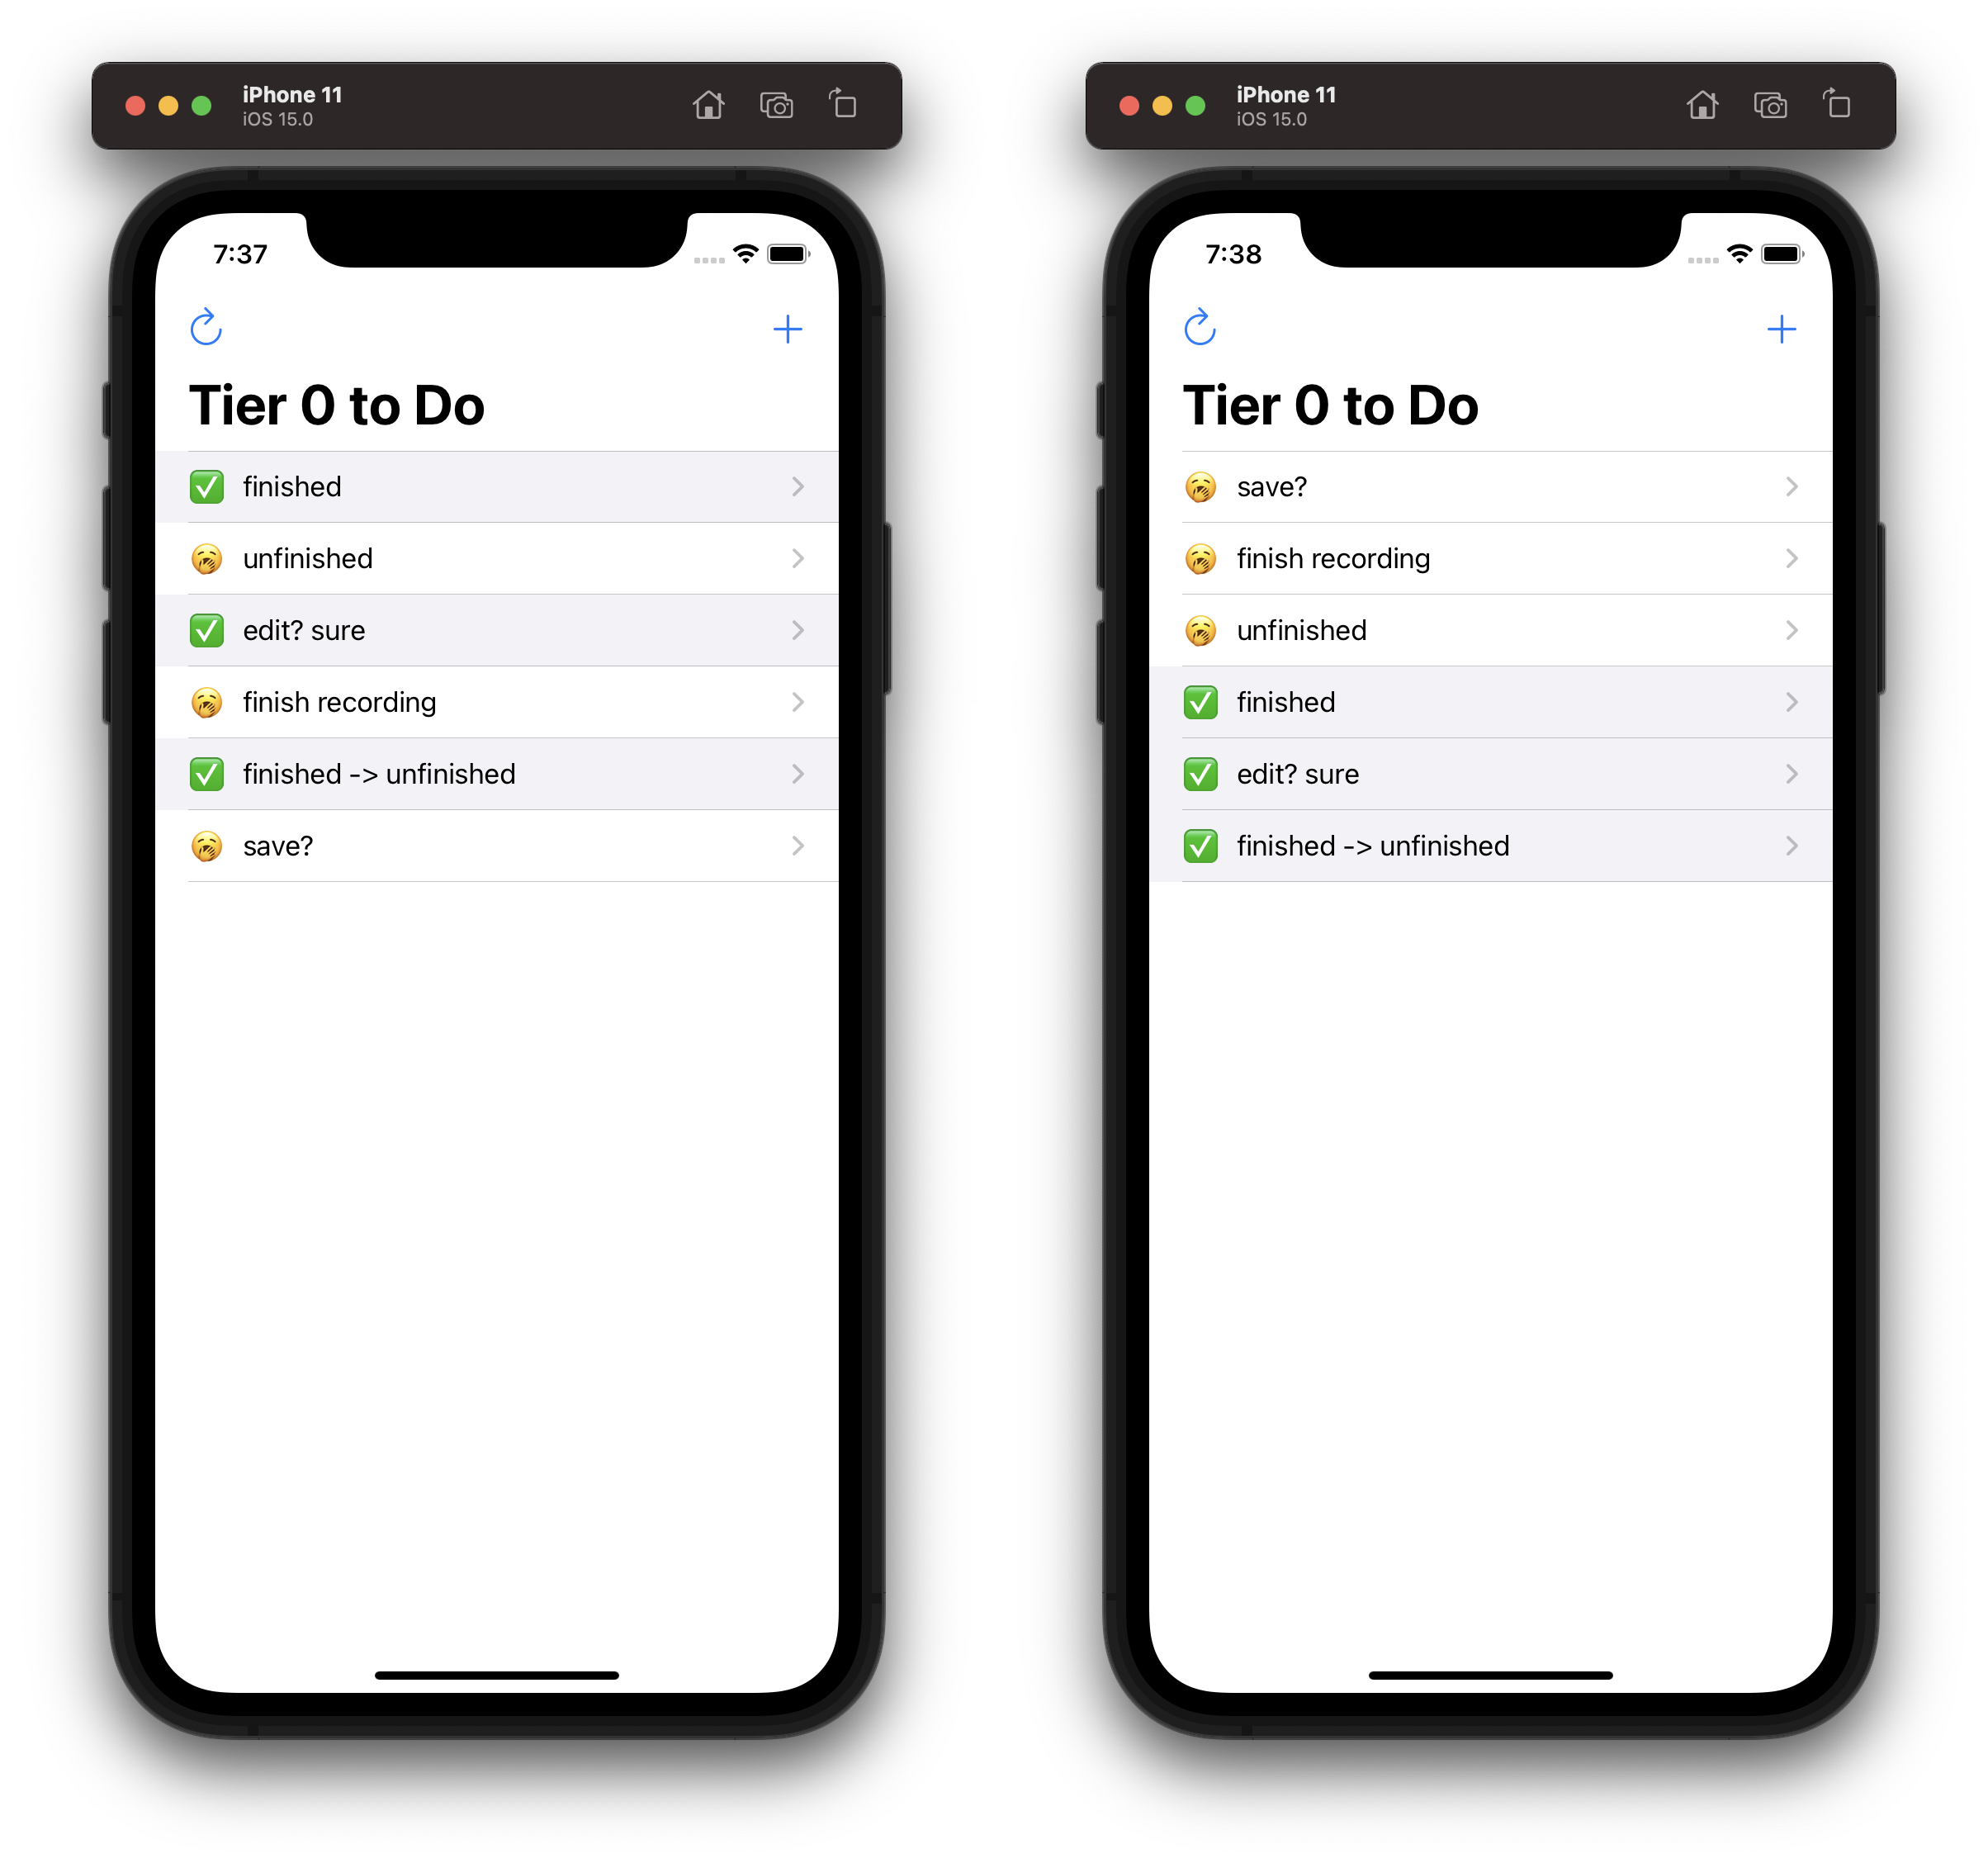 iPhone 11
iOS 15.0
7:37
Tier 0 to Do
✅ finished
🥱 unfinished
✅ edit? sure
🥱 finish recording
✅ finished -> unfinished
🥱 save?
iPhone 11
iOS 15.0
7:38
Tier 0 to Do
🥱 save?
🥱 finish recording
🥱 unfinished
✅ finished
✅ edit? sure
✅ finished -> unfinished